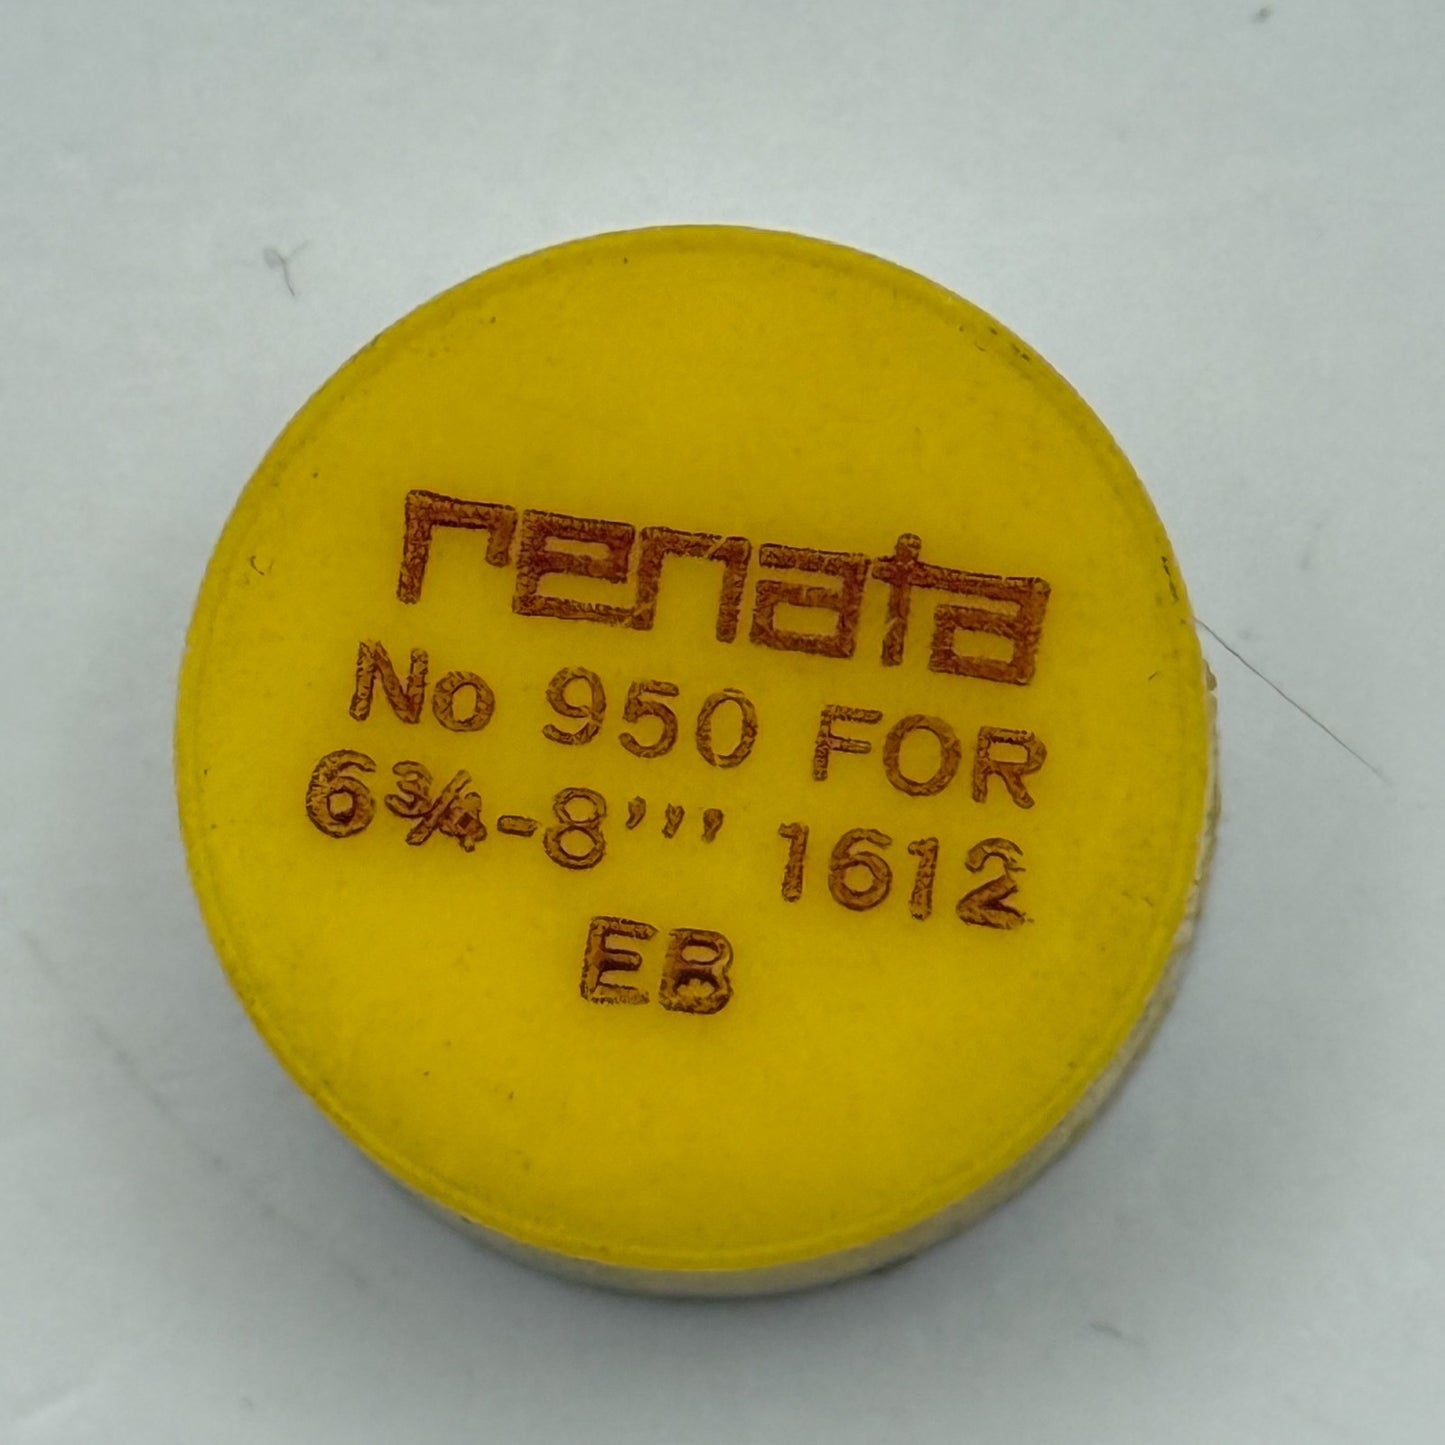 renata
No 950 FOR
6¾-8''' 1612
EB